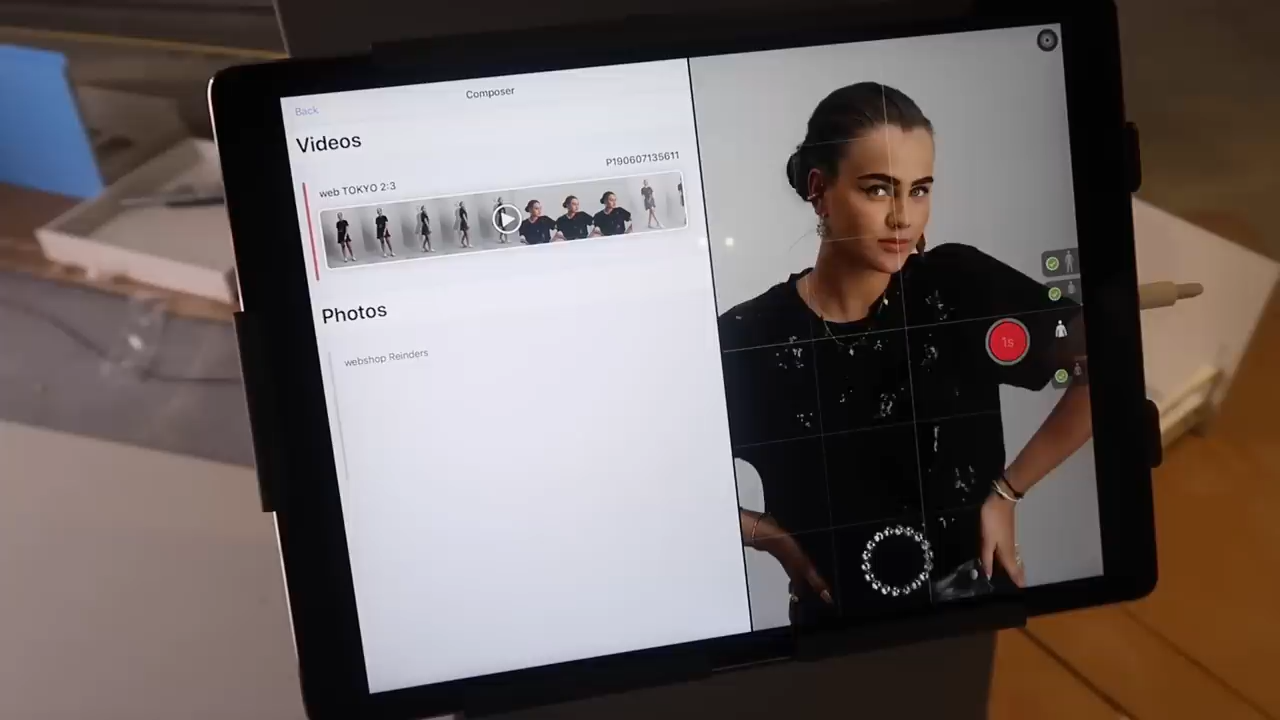 Composer
Back
Videos
P190607135611
web TOKYO 2:3
Photos
webshop Reinders
1s